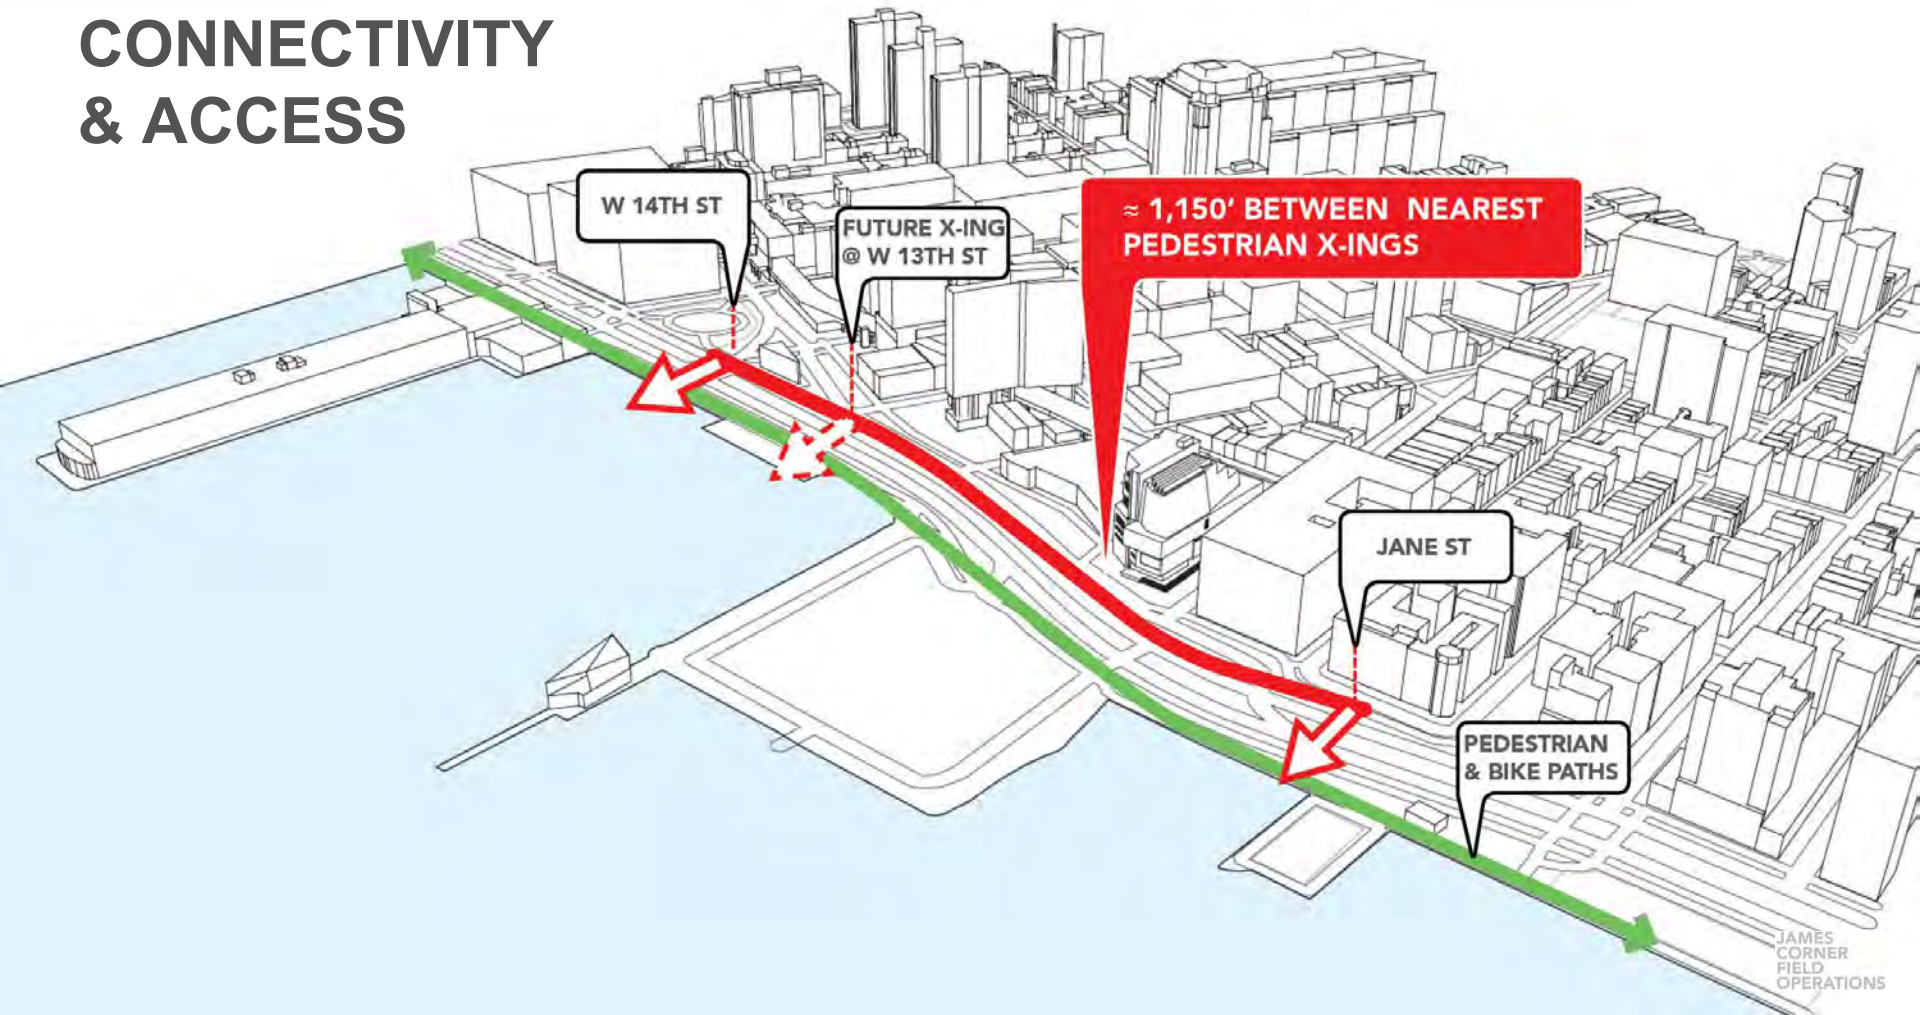 CONNECTIVITY
& ACCESS
W 14TH ST
FUTURE X-ING
@ W 13TH ST
≈ 1,150' BETWEEN NEAREST
PEDESTRIAN X-INGS
JANE ST
PEDESTRIAN
& BIKE PATHS
JAMES
CORNER
FIELD
OPERATIONS